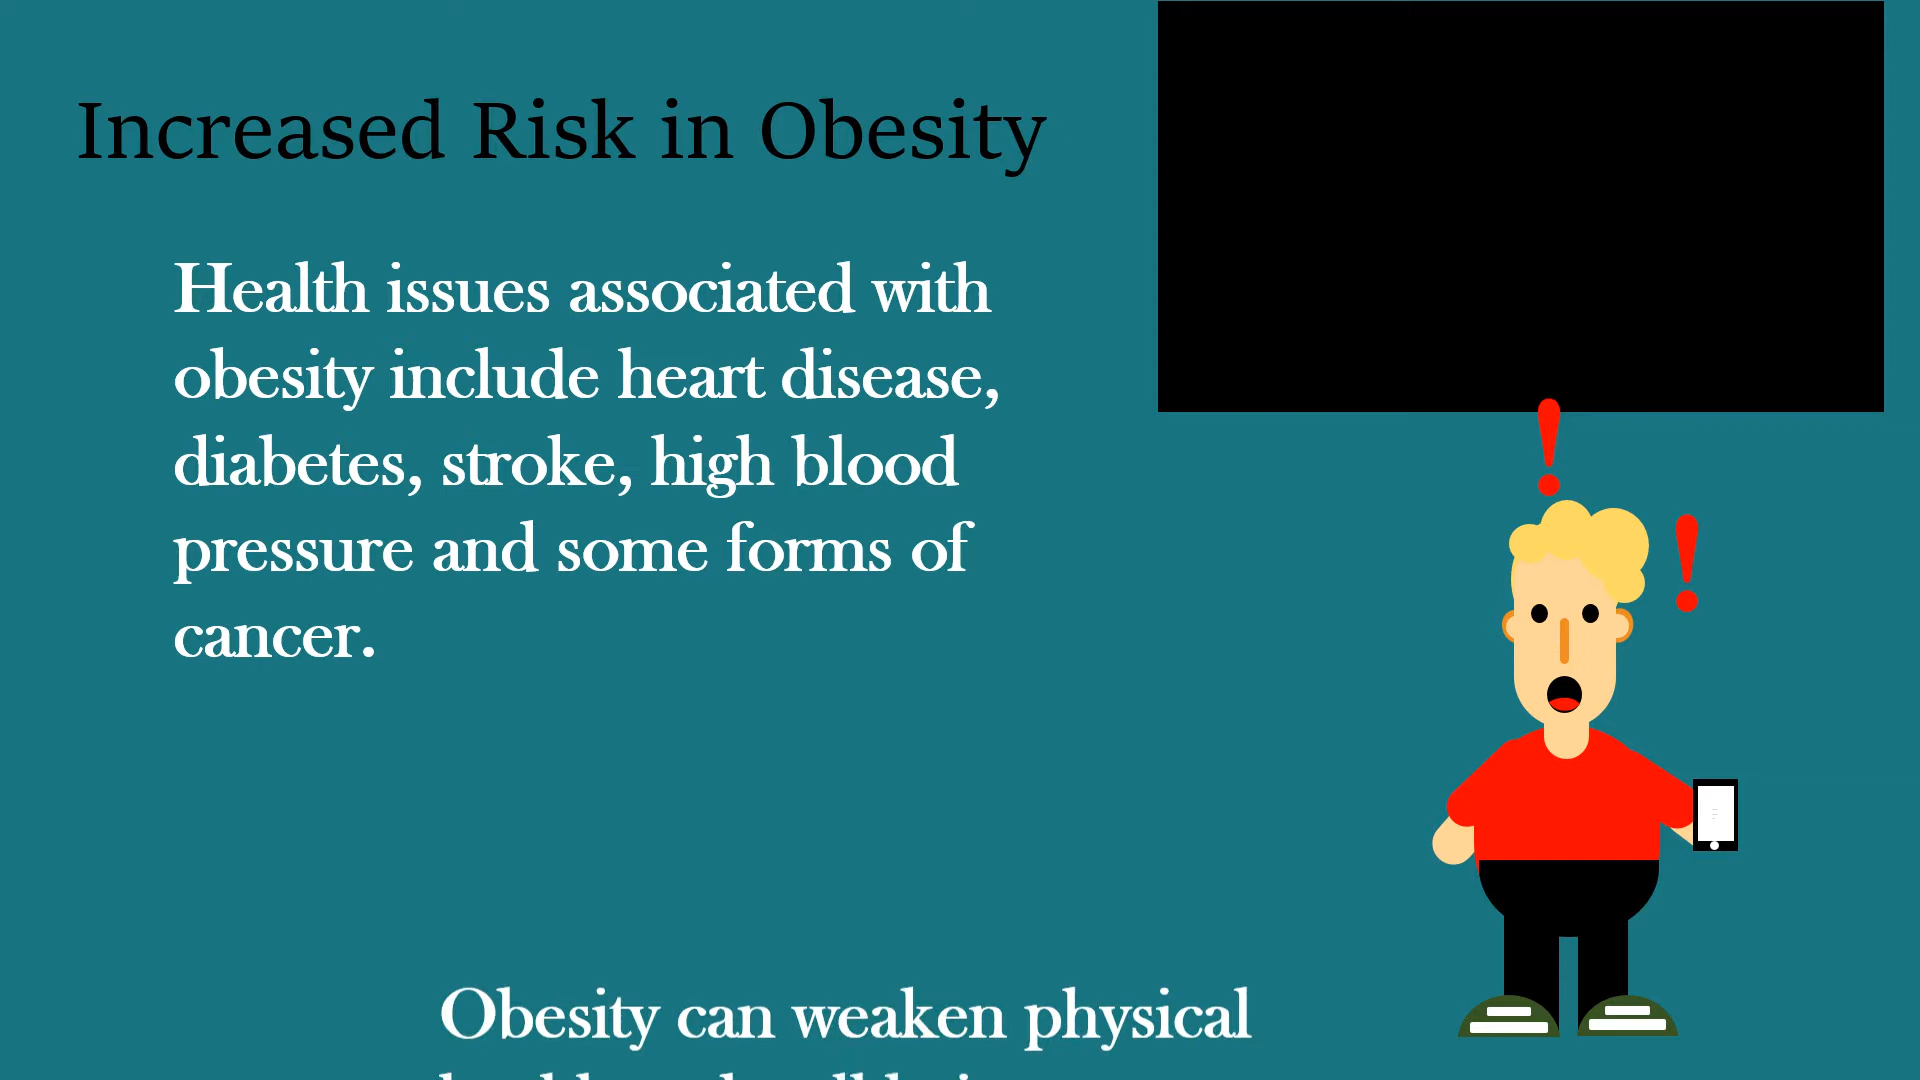 Increased Risk in Obesity
Health issues associated with
obesity include heart disease,
diabetes, stroke, high blood
pressure and some forms of
cancer.
Obesity can weaken physical